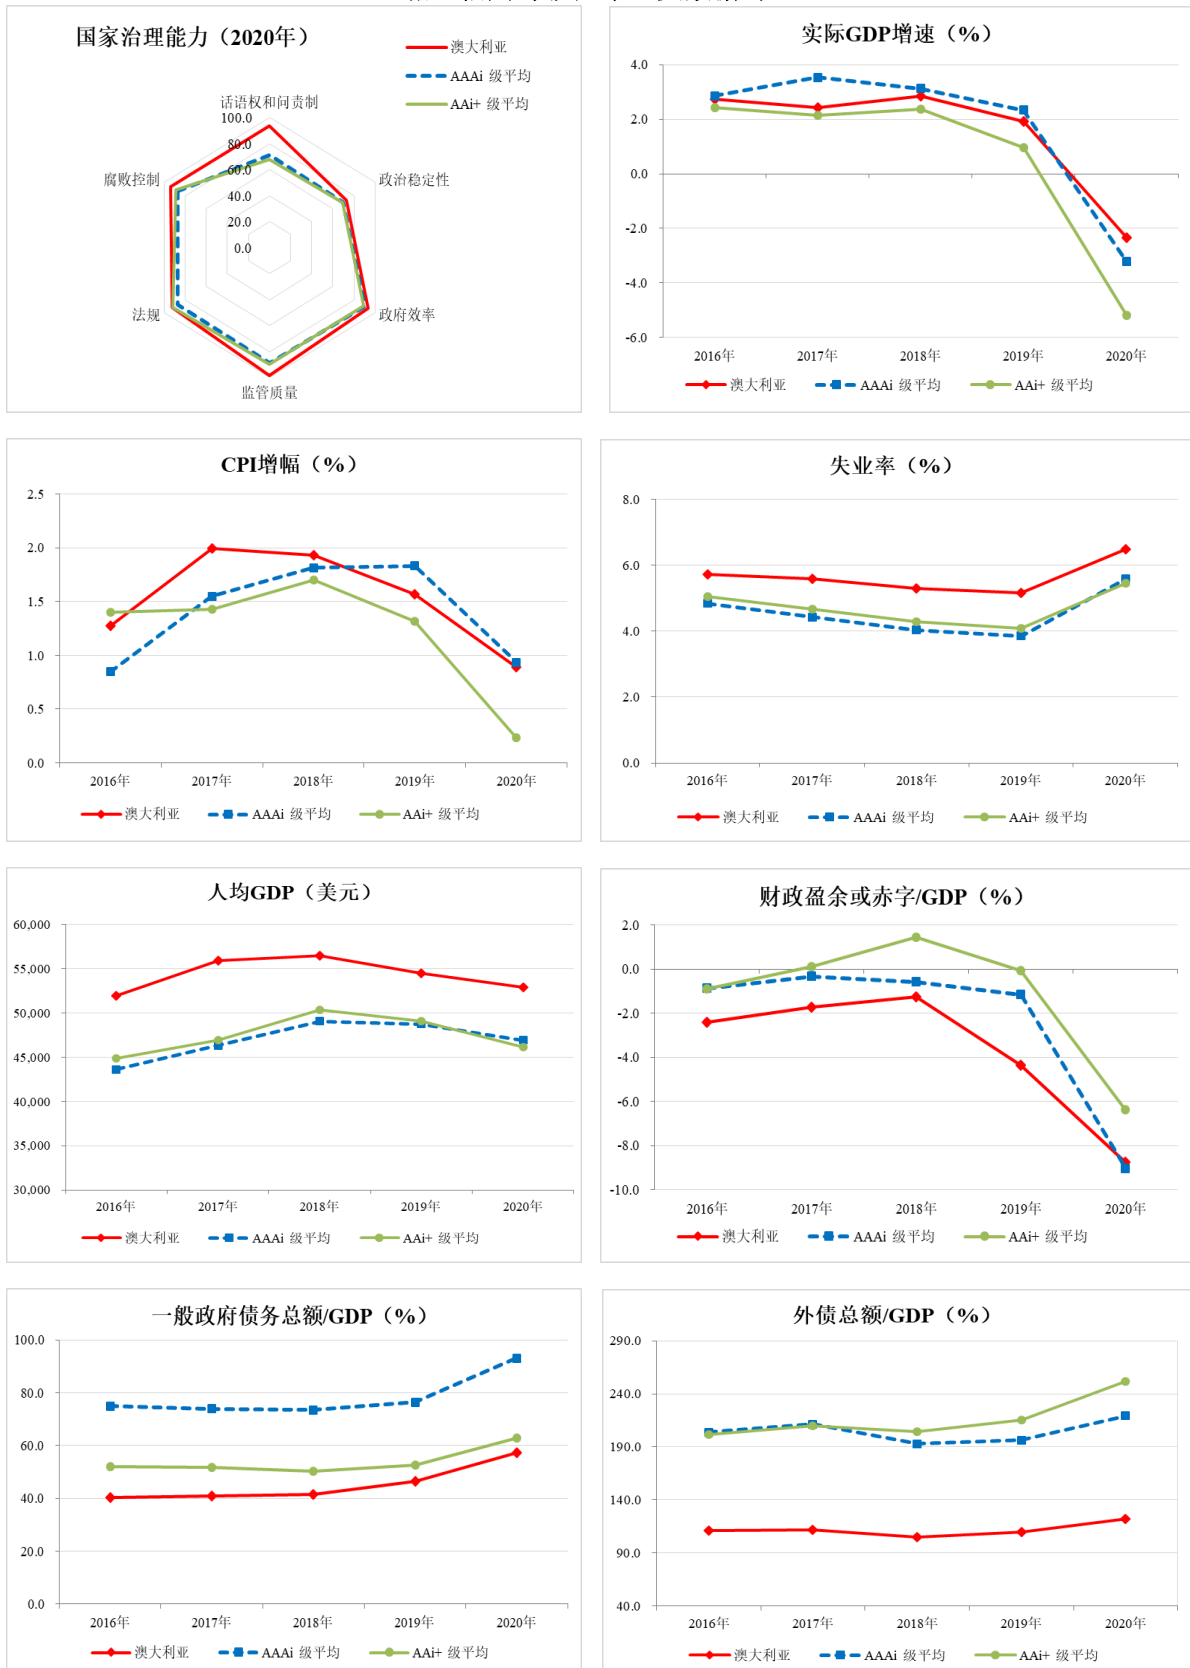 国家治理能力（2020年）
澳大利亚
AAAi 级平均
AAi+ 级平均
话语权和问责制
100.0
80.0
60.0
40.0
20.0
0.0
腐败控制
政治稳定性
法规
政府效率
监管质量
实际GDP增速（%）
4.0
2.0
0.0
-2.0
-4.0
-6.0
2016年 2017年 2018年 2019年 2020年
澳大利亚 AAAi 级平均 AAi+ 级平均
CPI增幅（%）
2.5
2.0
1.5
1.0
0.5
0.0
2016年 2017年 2018年 2019年 2020年
澳大利亚 AAAi 级平均 AAi+ 级平均
失业率（%）
8.0
6.0
4.0
2.0
0.0
2016年 2017年 2018年 2019年 2020年
澳大利亚 AAAi 级平均 AAi+ 级平均
人均GDP（美元）
60,000
55,000
50,000
45,000
40,000
35,000
30,000
2016年 2017年 2018年 2019年 2020年
澳大利亚 AAAi 级平均 AAi+ 级平均
财政盈余或赤字/GDP（%）
2.0
0.0
-2.0
-4.0
-6.0
-8.0
-10.0
2016年 2017年 2018年 2019年 2020年
澳大利亚 AAAi 级平均 AAi+ 级平均
一般政府债务总额/GDP（%）
100.0
80.0
60.0
40.0
20.0
0.0
2016年 2017年 2018年 2019年 2020年
澳大利亚 AAAi 级平均 AAi+ 级平均
外债总额/GDP（%）
290.0
240.0
190.0
140.0
90.0
40.0
2016年 2017年 2018年 2019年 2020年
澳大利亚 AAAi 级平均 AAi+ 级平均